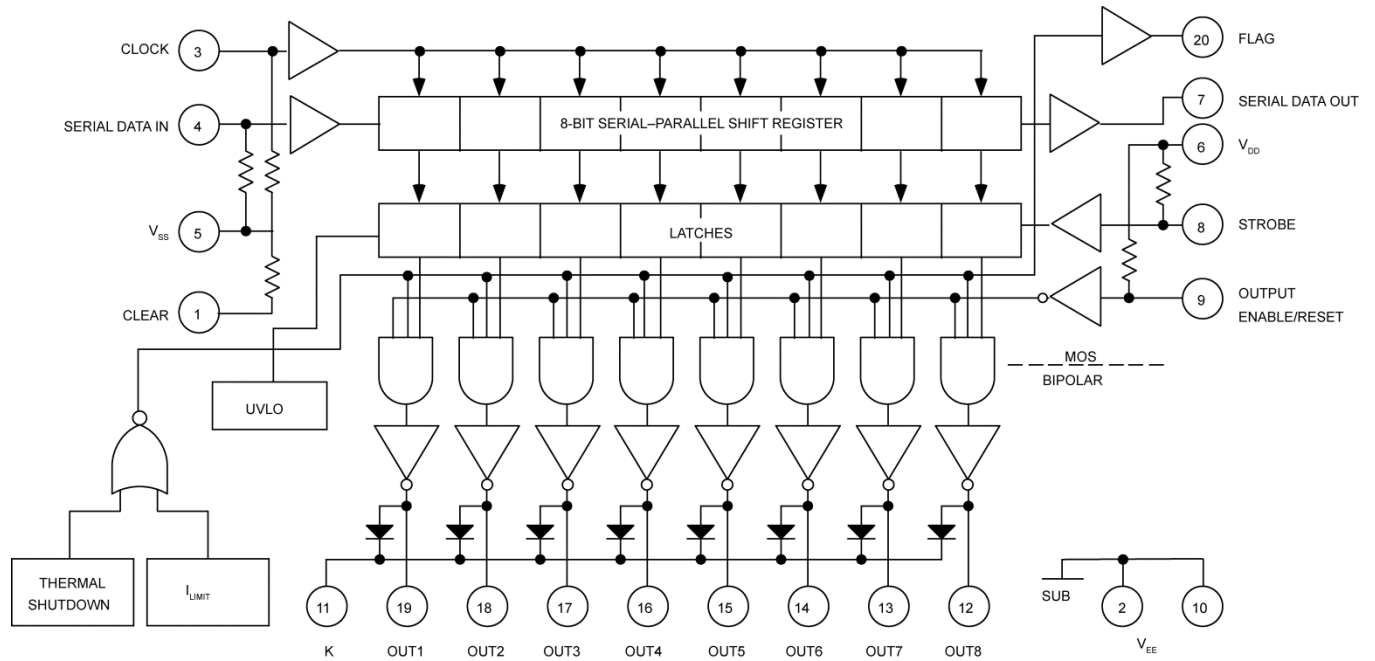 CLOCK 3
20 FLAG
SERIAL DATA IN 4
8-BIT SERIAL–PARALLEL SHIFT REGISTER
7 SERIAL DATA OUT
6 VDD
VSS 5
LATCHES
8 STROBE
CLEAR 1
9 OUTPUT
ENABLE/RESET
MOS
BIPOLAR
UVLO
THERMAL
SHUTDOWN
ILIMIT
SUB
11 19 18 17 16 15 14 13 12 2 10
K OUT1 OUT2 OUT3 OUT4 OUT5 OUT6 OUT7 OUT8 VEE